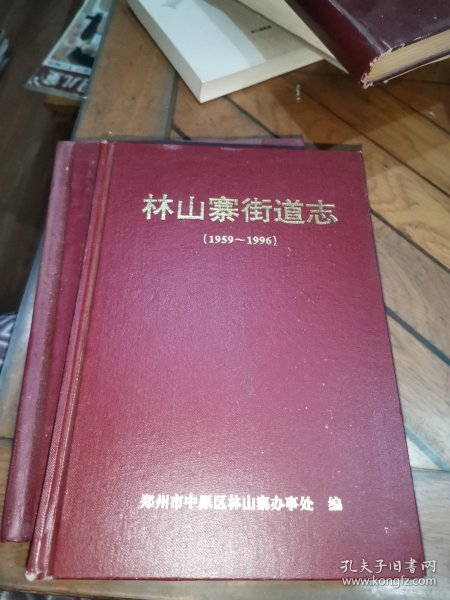 林山寨街道志
(1959～1996)
郑州市中原区林山寨办事处 编
孔夫子旧书网
www.kongfz.com